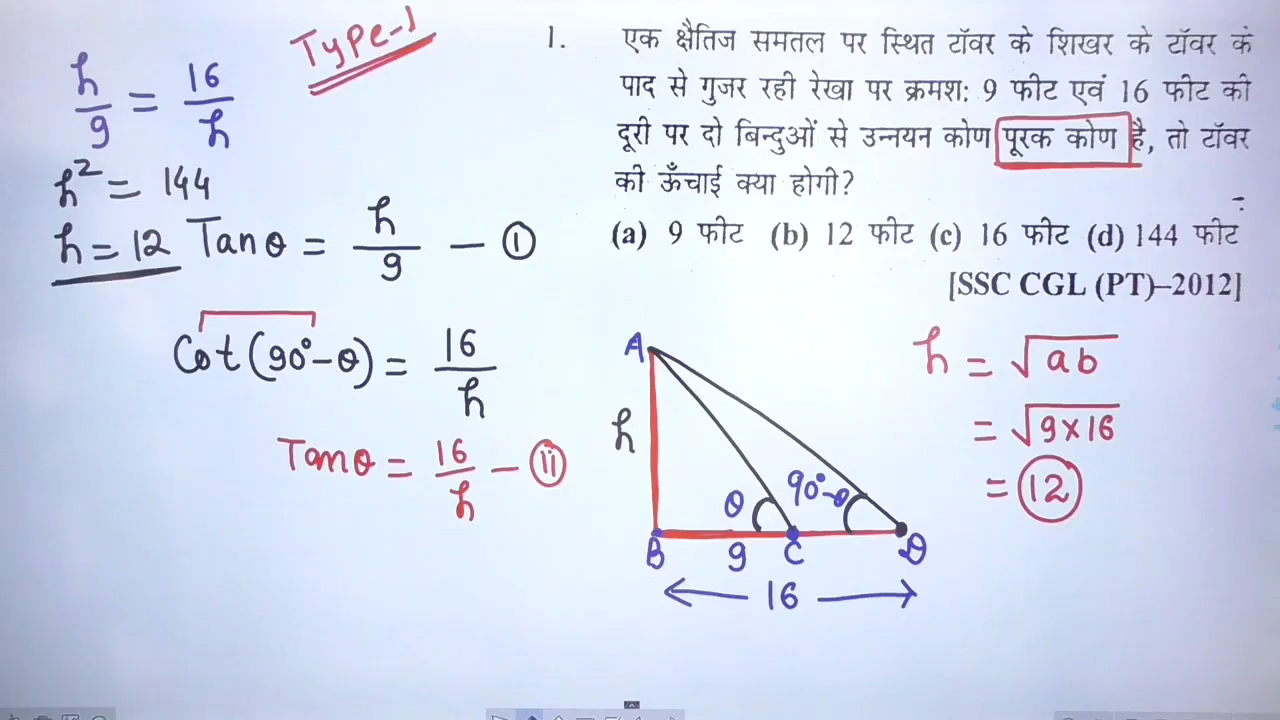 Type-1
1. एक क्षैतिज समतल पर स्थित टॉवर के शिखर के टॉवर के
पाद से गुजर रही रेखा पर क्रमशः 9 फीट एवं 16 फीट की
दूरी पर दो बिन्दुओं से उन्नयन कोण पूरक कोण है, तो टॉवर
की ऊँचाई क्या होगी?
(a) 9 फीट (b) 12 फीट (c) 16 फीट (d) 144 फीट
[SSC CGL (PT)–2012]
h/9 = 16/h
h² = 144
h = 12
Tanθ = h/9 — ①
Cot(90°-θ) = 16/h
Tanθ = 16/h — ⅱ
A
h
θ
90°-θ
B
9
C
D
16
h = √ab
= √9×16
= 12